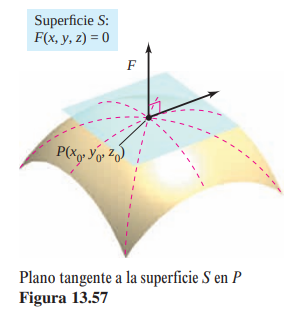 Superficie S:
F(x, y, z) = 0
F
P(x₀, y₀, z₀)
Plano tangente a la superficie S en P
Figura 13.57